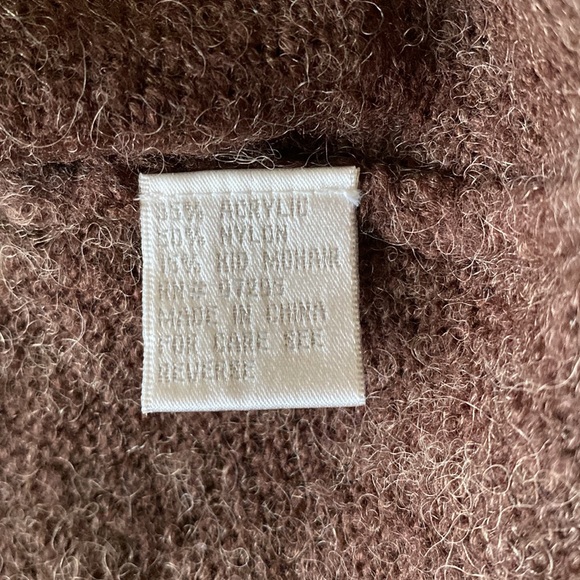 35% ACRYLIC
50% NYLON
15% KID MOHAIR
RN#
MADE IN CHINA
FOR CARE SEE
REVERSE